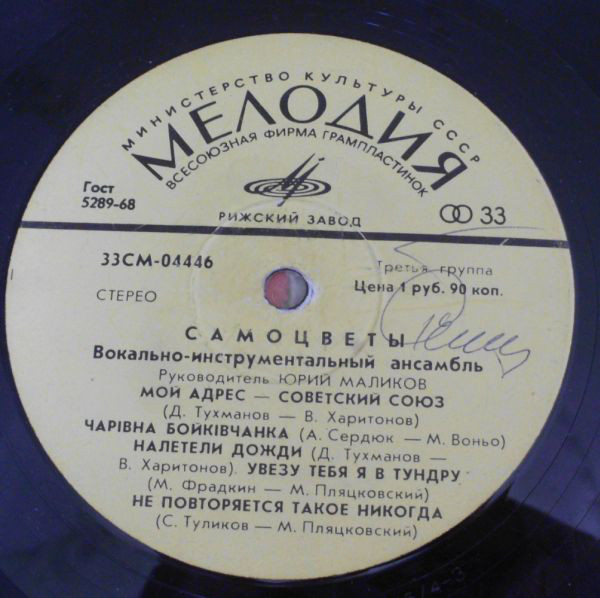 МИНИСТЕРСТВО КУЛЬТУРЫ СССР
МЕЛОДИЯ
ВСЕСОЮЗНАЯ ФИРМА ГРАМПЛАСТИНОК
Гост
5289-68
РИЖСКИЙ ЗАВОД
33
33СМ-04446
Третья группа
СТЕРЕО
Цена 1 руб. 90 коп.
САМОЦВЕТЫ
Вокально-инструментальный ансамбль
Руководитель ЮРИЙ МАЛИКОВ
МОЙ АДРЕС — СОВЕТСКИЙ СОЮЗ
(Д. Тухманов — В. Харитонов)
ЧАРІВНА БОЙКІВЧАНКА (А. Сердюк — М. Воньо)
НАЛЕТЕЛИ ДОЖДИ (Д. Тухманов —
В. Харитонов). УВЕЗУ ТЕБЯ Я В ТУНДРУ
(М. Фрадкин — М. Пляцковский)
НЕ ПОВТОРЯЕТСЯ ТАКОЕ НИКОГДА
(С. Туликов — М. Пляцковский)